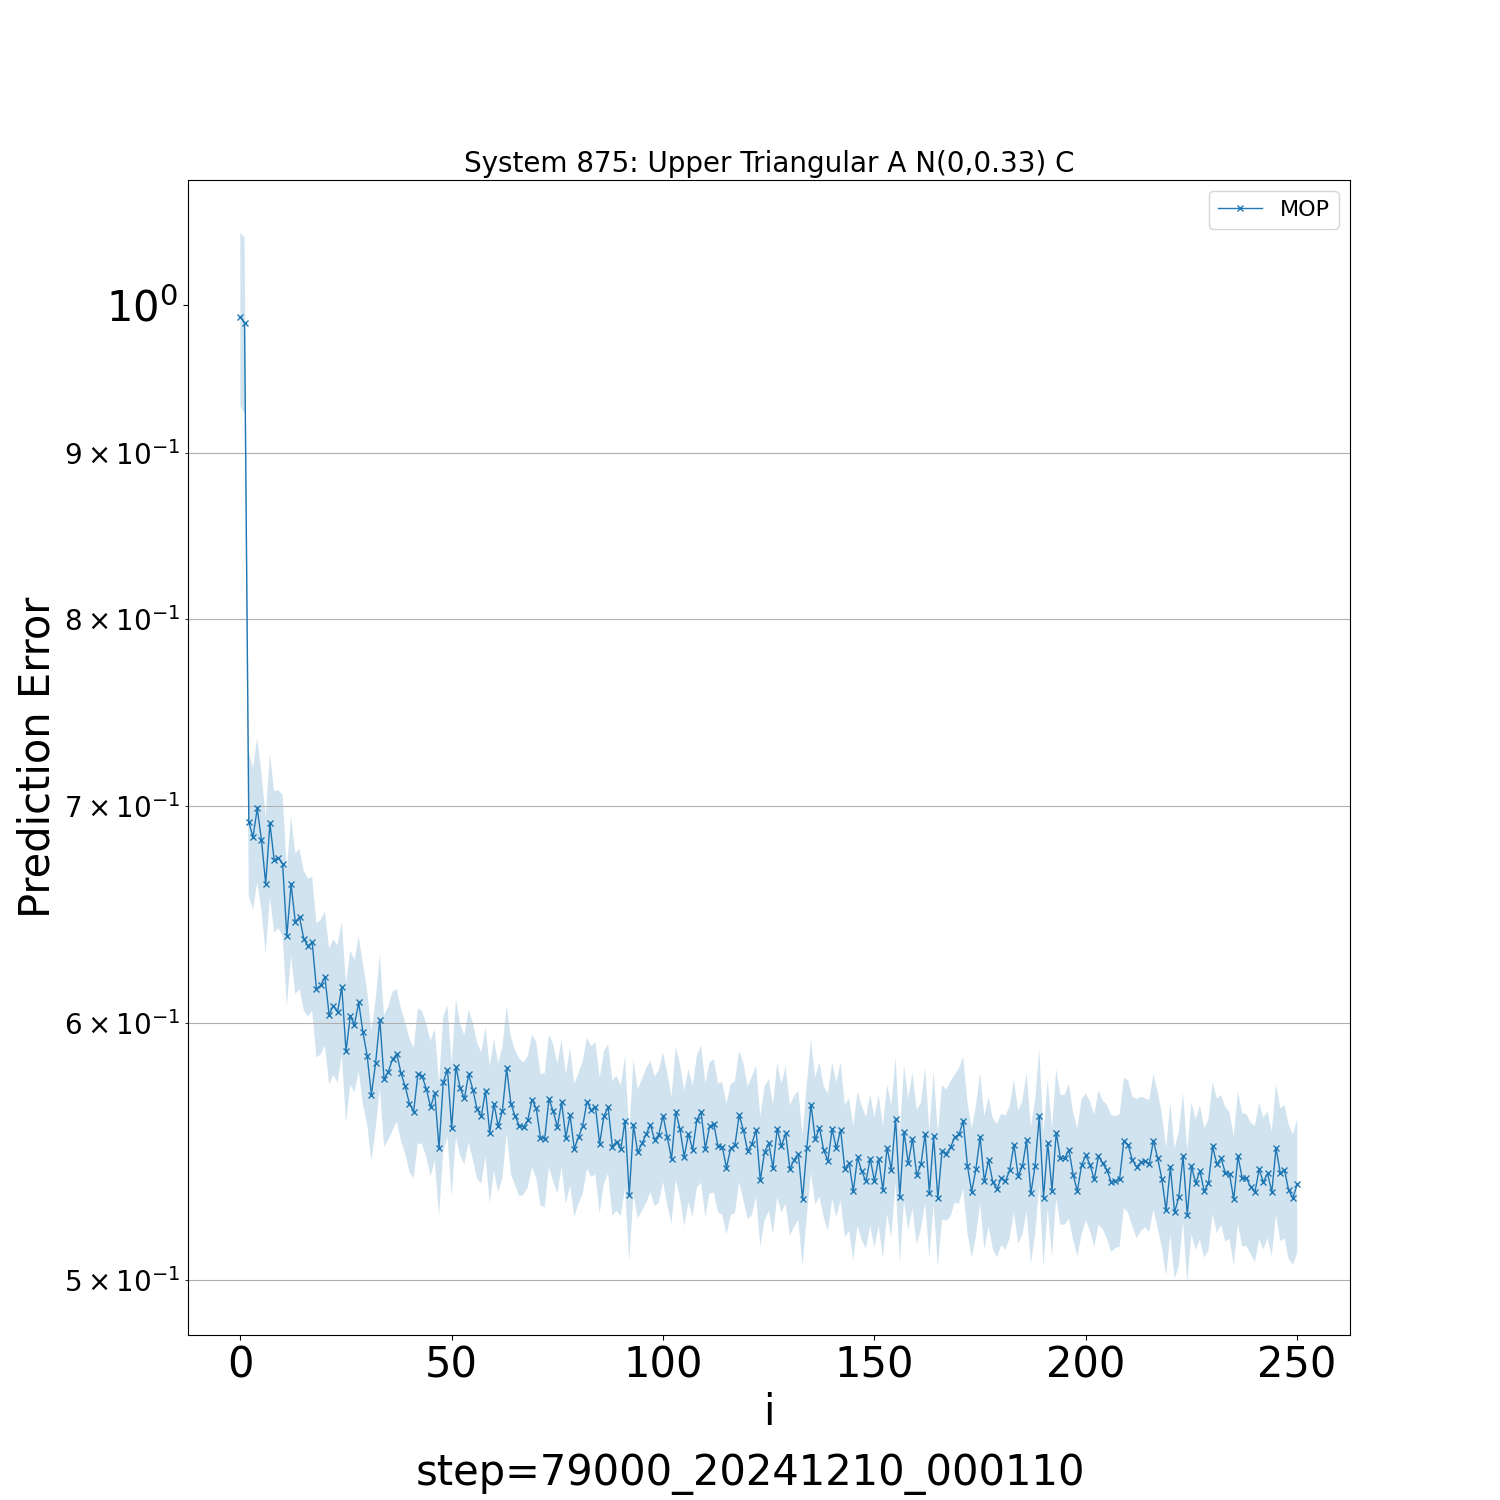 System 875: Upper Triangular A N(0,0.33) C
MOP
10⁰
9 × 10⁻¹
8 × 10⁻¹
7 × 10⁻¹
6 × 10⁻¹
5 × 10⁻¹
Prediction Error
0 50 100 150 200 250
i
step=79000_20241210_000110